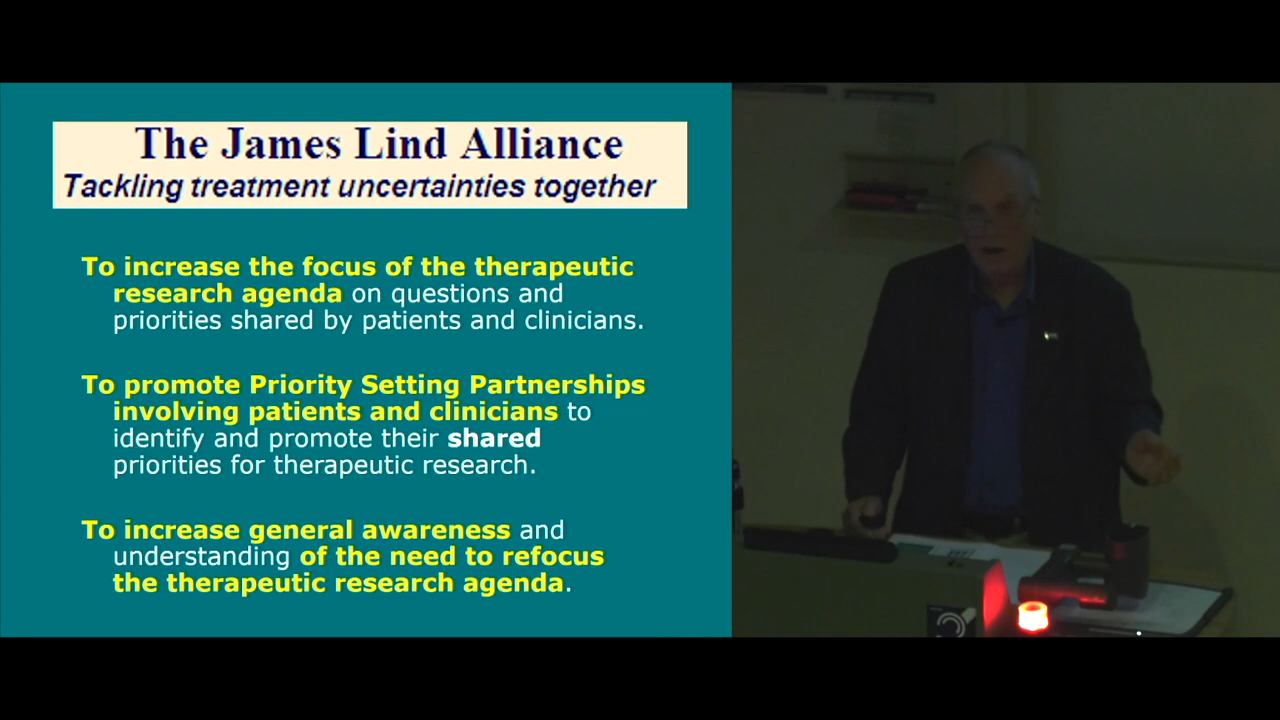 The James Lind Alliance
Tackling treatment uncertainties together
To increase the focus of the therapeutic
research agenda on questions and
priorities shared by patients and clinicians.
To promote Priority Setting Partnerships
involving patients and clinicians to
identify and promote their shared
priorities for therapeutic research.
To increase general awareness and
understanding of the need to refocus
the therapeutic research agenda.